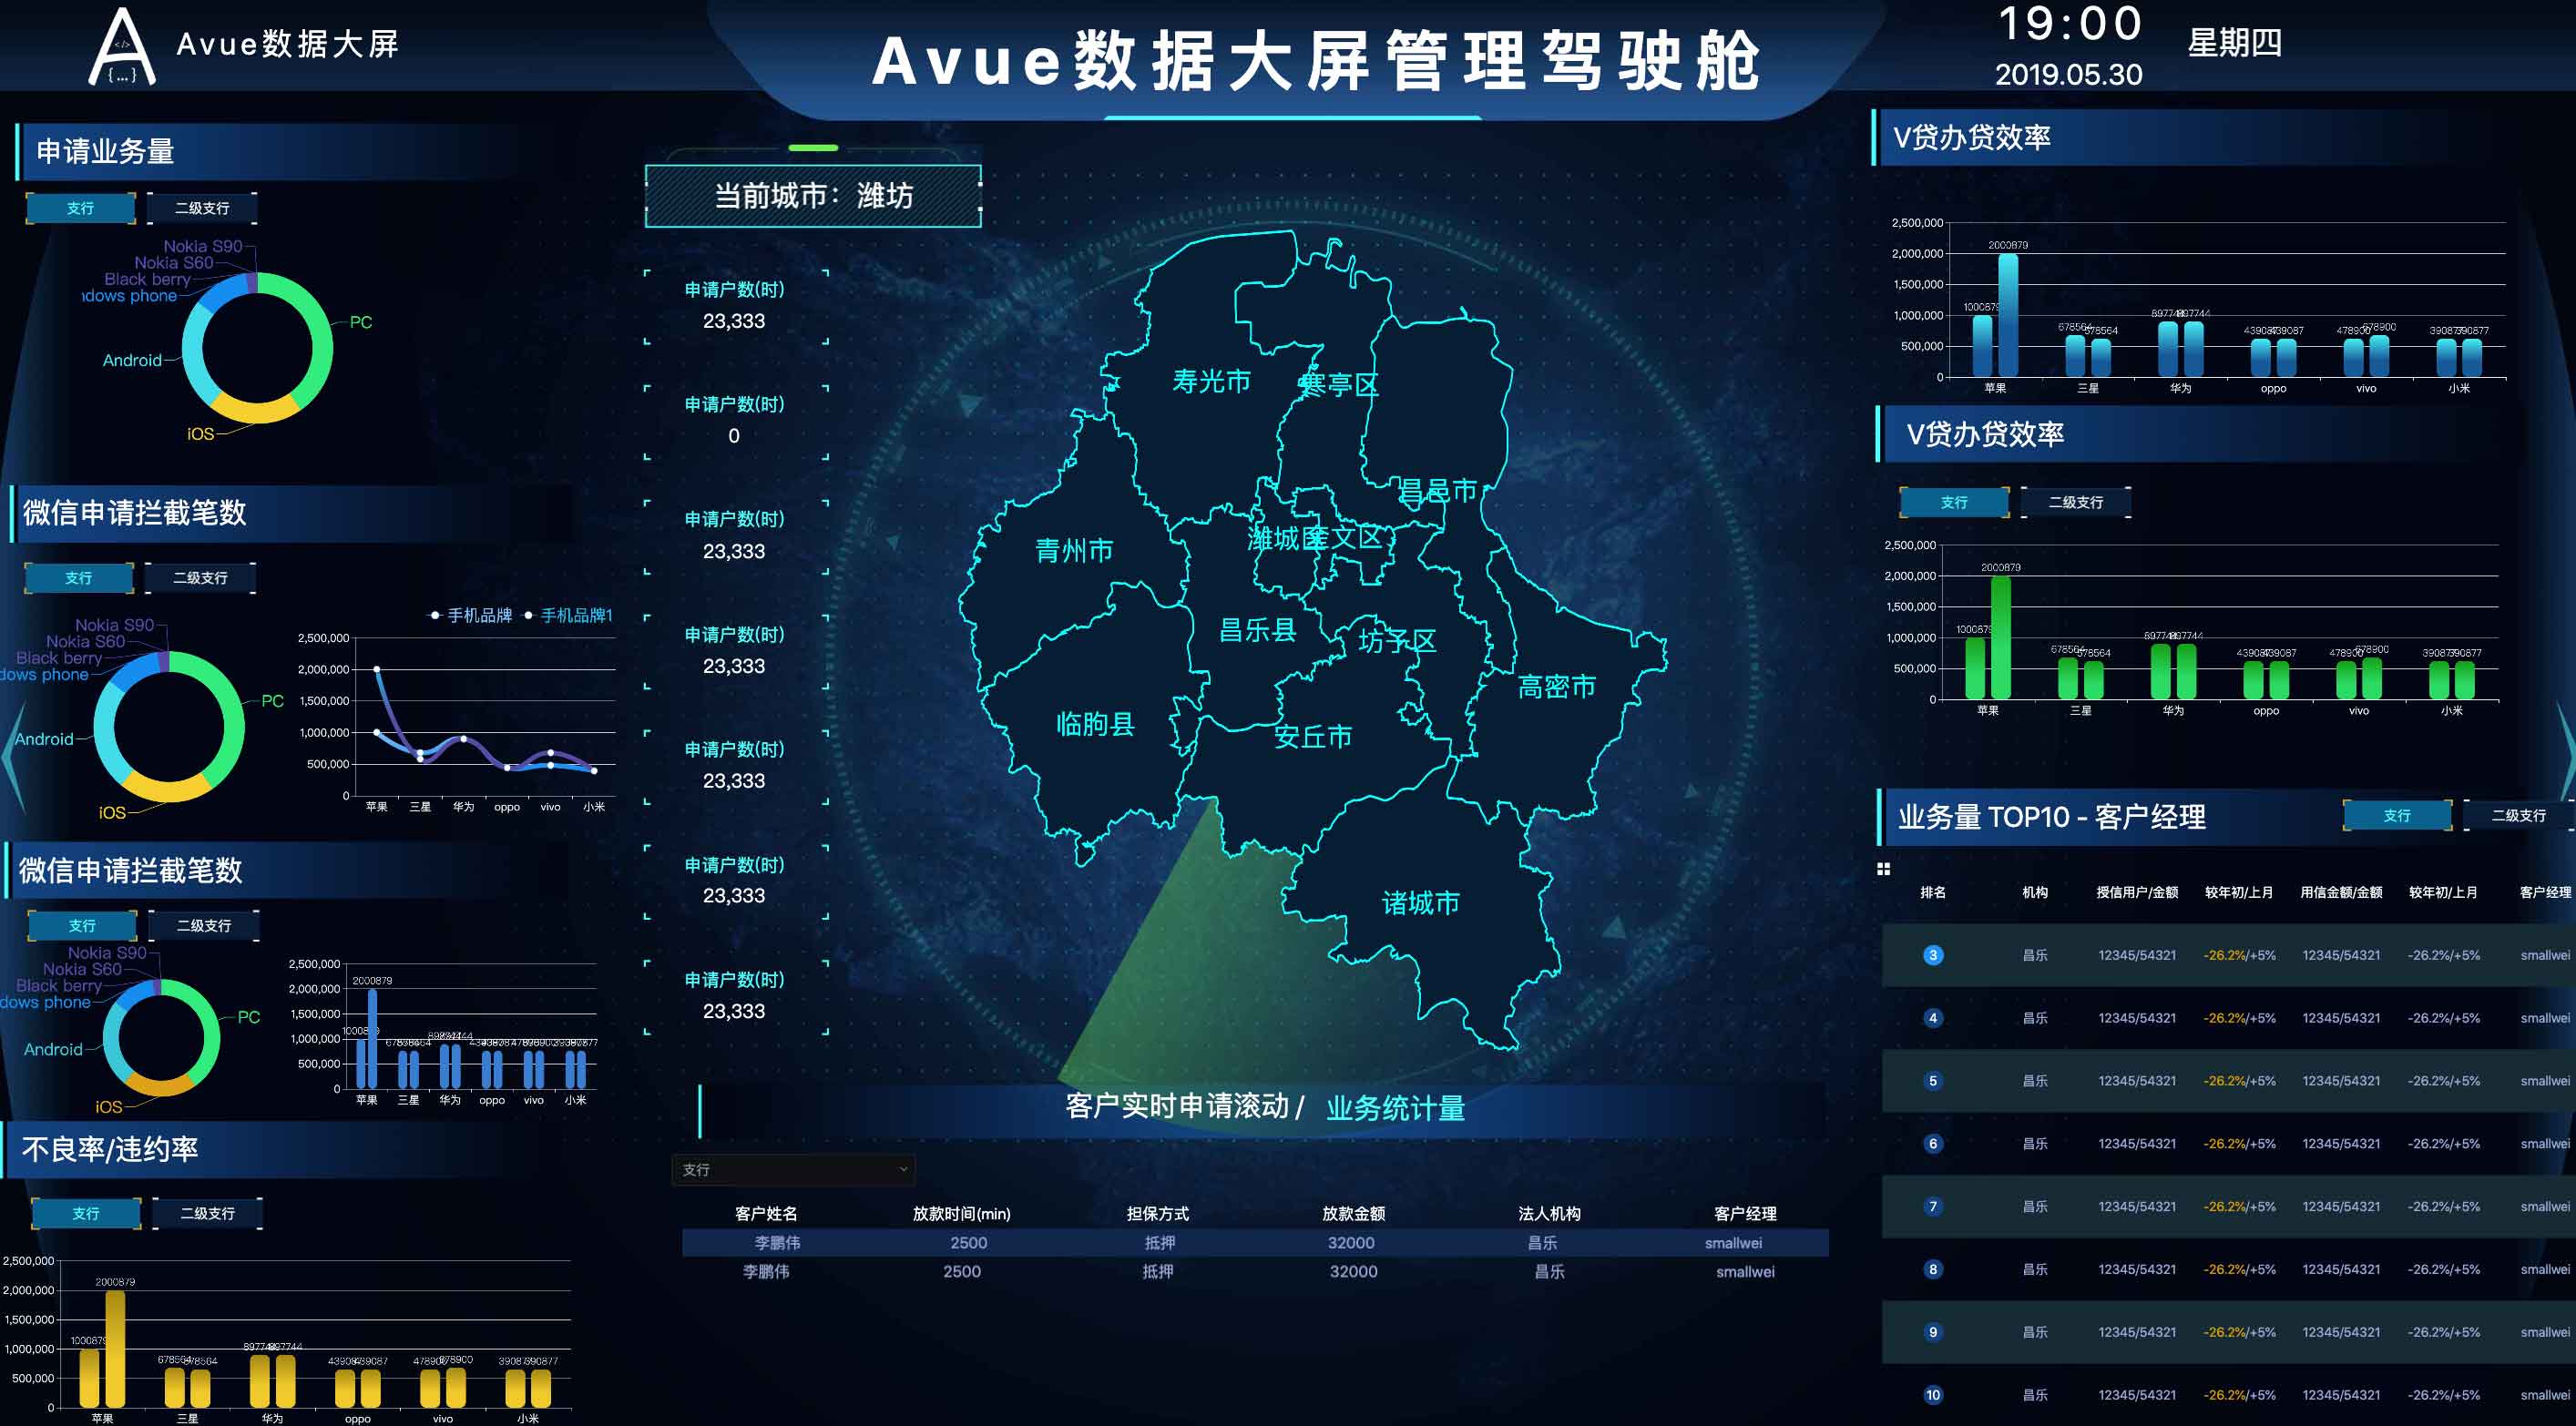 </>
{...}
Avue数据大屏
Avue数据大屏管理驾驶舱
19:00
2019.05.30
星期四
申请业务量
支行
二级支行
Nokia S90
Nokia S60
Black berry
dows phone
PC
Android
iOS
微信申请拦截笔数
支行
二级支行
Nokia S90
Nokia S60
Black berry
dows phone
PC
Android
iOS
手机品牌
手机品牌1
2,500,000
2,000,000
1,500,000
1,000,000
500,000
0
苹果 三星 华为 oppo vivo 小米
微信申请拦截笔数
支行
二级支行
Nokia S90
Nokia S60
Black berry
dows phone
PC
Android
iOS
2,500,000
2,000,000
1,500,000
1,000,000
500,000
0
2000879
苹果 三星 华为 oppo vivo 小米
不良率/违约率
支行
二级支行
2,500,000
2,000,000
1,500,000
1,000,000
500,000
0
1000879 2000879
678564 578564
897744 897744
439087 439087
478900 678900
390877 390877
苹果 三星 华为 oppo vivo 小米
当前城市：潍坊
申请户数(时)
23,333
申请户数(时)
0
申请户数(时)
23,333
申请户数(时)
23,333
申请户数(时)
23,333
申请户数(时)
23,333
申请户数(时)
23,333
寿光市
寒亭区
昌邑市
青州市
潍城区
奎文区
昌乐县
坊子区
高密市
临朐县
安丘市
诸城市
客户实时申请滚动 / 业务统计量
支行
客户姓名 放款时间(min) 担保方式 放款金额 法人机构 客户经理
李鹏伟 2500 抵押 32000 昌乐 smallwei
李鹏伟 2500 抵押 32000 昌乐 smallwei
V贷办贷效率
2,500,000
2,000,000
1,500,000
1,000,000
500,000
0
1000879 2000879
678564 578564
897744 897744
439087 439087
478900 678900
390877 390877
苹果 三星 华为 oppo vivo 小米
V贷办贷效率
支行
二级支行
2,500,000
2,000,000
1,500,000
1,000,000
500,000
0
1000879 2000879
678564 578564
897744 897744
439087 439087
478900 678900
390877 390877
苹果 三星 华为 oppo vivo 小米
业务量 TOP10 - 客户经理
支行
二级支行
排名 机构 授信用户/金额 较年初/上月 用信金额/金额 较年初/上月 客户经理
3 昌乐 12345/54321 -26.2%/+5% 12345/54321 -26.2%/+5% smallwei
4 昌乐 12345/54321 -26.2%/+5% 12345/54321 -26.2%/+5% smallwei
5 昌乐 12345/54321 -26.2%/+5% 12345/54321 -26.2%/+5% smallwei
6 昌乐 12345/54321 -26.2%/+5% 12345/54321 -26.2%/+5% smallwei
7 昌乐 12345/54321 -26.2%/+5% 12345/54321 -26.2%/+5% smallwei
8 昌乐 12345/54321 -26.2%/+5% 12345/54321 -26.2%/+5% smallwei
9 昌乐 12345/54321 -26.2%/+5% 12345/54321 -26.2%/+5% smallwei
10 昌乐 12345/54321 -26.2%/+5% 12345/54321 -26.2%/+5% smallwei